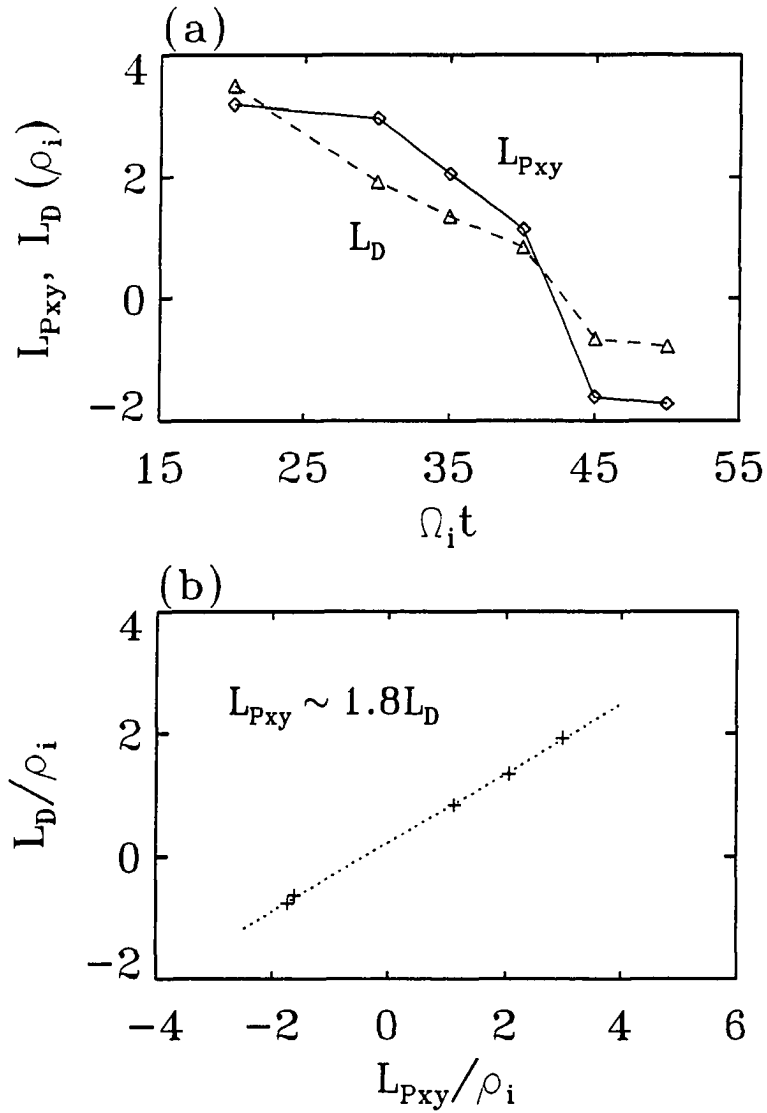 (a)
4
2
0
−2
L_Pxy, L_D (ρ_i)
L_Pxy
L_D
15 25 35 45 55
Ω_i t
(b)
4
2
0
−2
L_D/ρ_i
L_Pxy ∼ 1.8L_D
−4 −2 0 2 4 6
L_Pxy/ρ_i